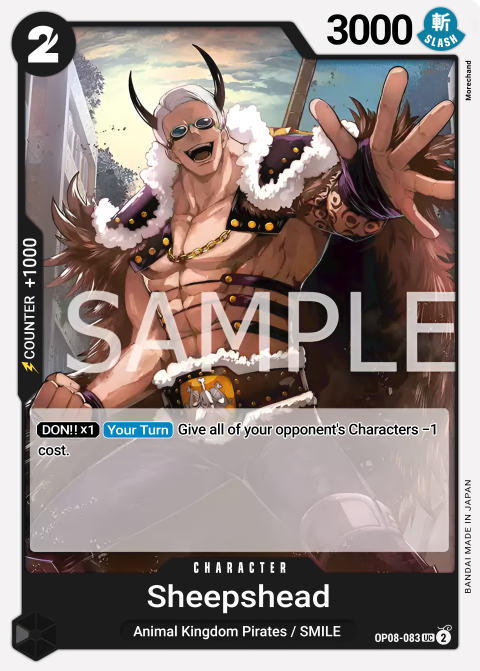 2
3000
斬
SLASH
Morechand
COUNTER +1000
SAMPLE
DON!!×1 Your Turn Give all of your opponent's Characters −1
cost.
BANDAI MADE IN JAPAN
CHARACTER
Sheepshead
Animal Kingdom Pirates / SMILE
OP08-083 UC 2